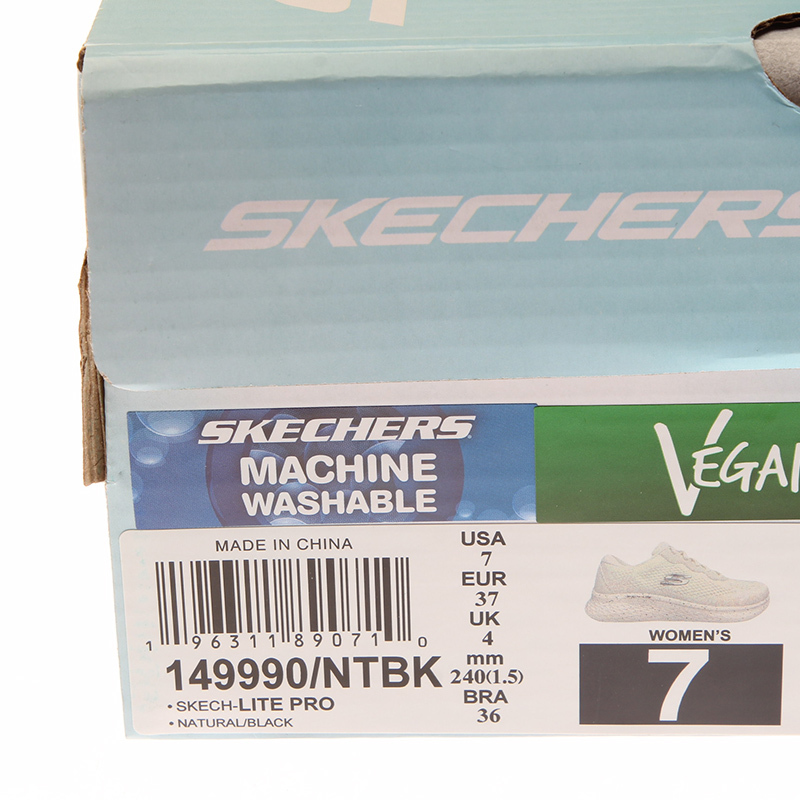 SKECHERS
SKECHERS
MACHINE
WASHABLE
VEGAN
MADE IN CHINA
1 96311 89071 0
149990/NTBK
• SKECH-LITE PRO
• NATURAL/BLACK
USA
7
EUR
37
UK
4
mm
240(1.5)
BRA
36
WOMEN'S
7